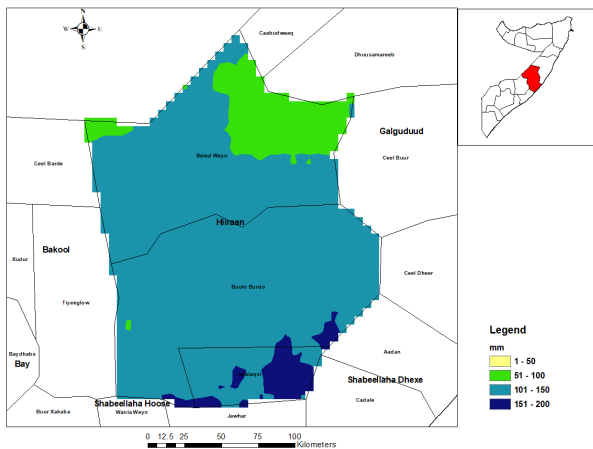 N
W E
S
Caabudwaaq
Dhuusamareeb
Galguduud
Ceel Buur
Ceel Barde
Beled Weyn
Hiiraan
Bakool
Xudur
Tiyeeglow
Buulo Burdo
Ceel Dheer
Baydhabo
Bay
Aadan
Shabeellaha Dhexe
Cadale
Shabeellaha Hoose
Buur Xakaba
Wanla Weyn
Jawhar
Legend
mm
1 - 50
51 - 100
101 - 150
151 - 200
0 12.5 25 50 75 100
Kilometers